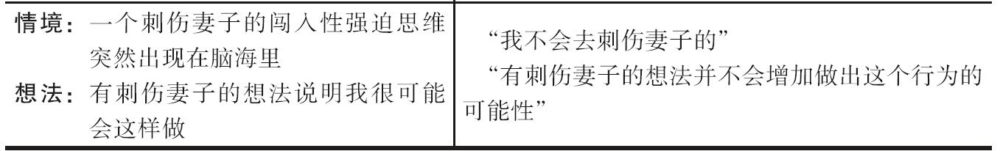 情境：一个刺伤妻子的闯入性强迫思维
突然出现在脑海里
想法：有刺伤妻子的想法说明我很可能
会这样做
“我不会去刺伤妻子的”
“有刺伤妻子的想法并不会增加做出这个行为的
可能性”